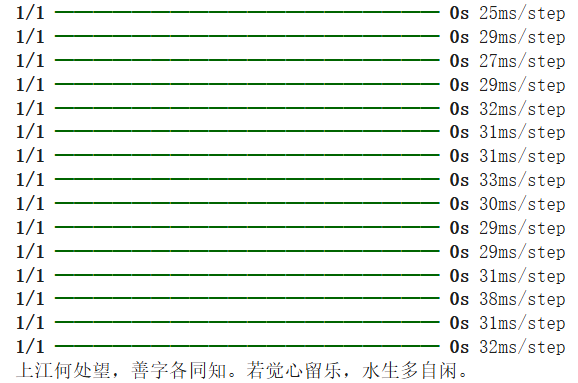 1/1 ━━━━━━━━━━━━━━━━━━━━ 0s 25ms/step
1/1 ━━━━━━━━━━━━━━━━━━━━ 0s 29ms/step
1/1 ━━━━━━━━━━━━━━━━━━━━ 0s 27ms/step
1/1 ━━━━━━━━━━━━━━━━━━━━ 0s 29ms/step
1/1 ━━━━━━━━━━━━━━━━━━━━ 0s 32ms/step
1/1 ━━━━━━━━━━━━━━━━━━━━ 0s 31ms/step
1/1 ━━━━━━━━━━━━━━━━━━━━ 0s 31ms/step
1/1 ━━━━━━━━━━━━━━━━━━━━ 0s 33ms/step
1/1 ━━━━━━━━━━━━━━━━━━━━ 0s 30ms/step
1/1 ━━━━━━━━━━━━━━━━━━━━ 0s 29ms/step
1/1 ━━━━━━━━━━━━━━━━━━━━ 0s 29ms/step
1/1 ━━━━━━━━━━━━━━━━━━━━ 0s 31ms/step
1/1 ━━━━━━━━━━━━━━━━━━━━ 0s 38ms/step
1/1 ━━━━━━━━━━━━━━━━━━━━ 0s 31ms/step
1/1 ━━━━━━━━━━━━━━━━━━━━ 0s 32ms/step
上江何处望，善字各同知。若觉心留乐，水生多自闲。